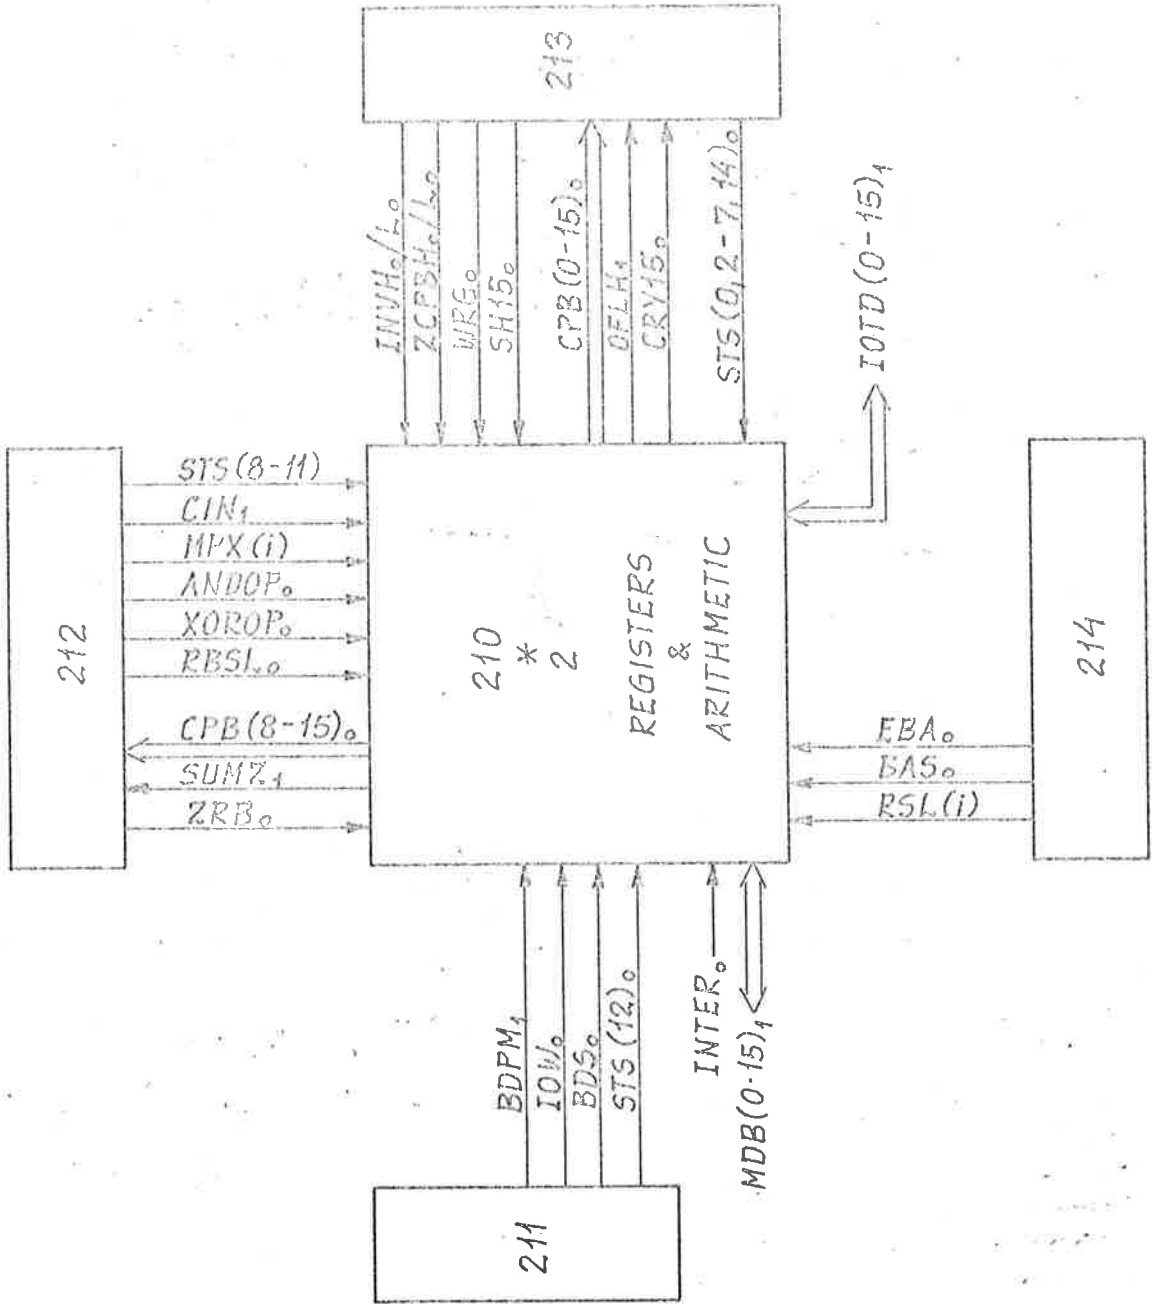 213
INVH₀/L₀
ZCPBH₀/L₀
WRG₀
SH15₀
CPB(0-15)₀
OFLH₁
CRY15₀
STS(0,2-7,14)₀
IOTD(0-15)₁
212
STS(8-11)
CIN₁
MPX(i)
ANDOP₀
XOROP₀
RBSL₀
CPB(8-15)₀
SUMZ₁
ZRB₀
210
*
2
REGISTERS
&
ARITHMETIC
214
EBA₀
BAS₀
RSL(i)
211
BDPM₁
IOW₀
BDS₀
STS(12)₀
INTER₀
MDB(0-15)₁